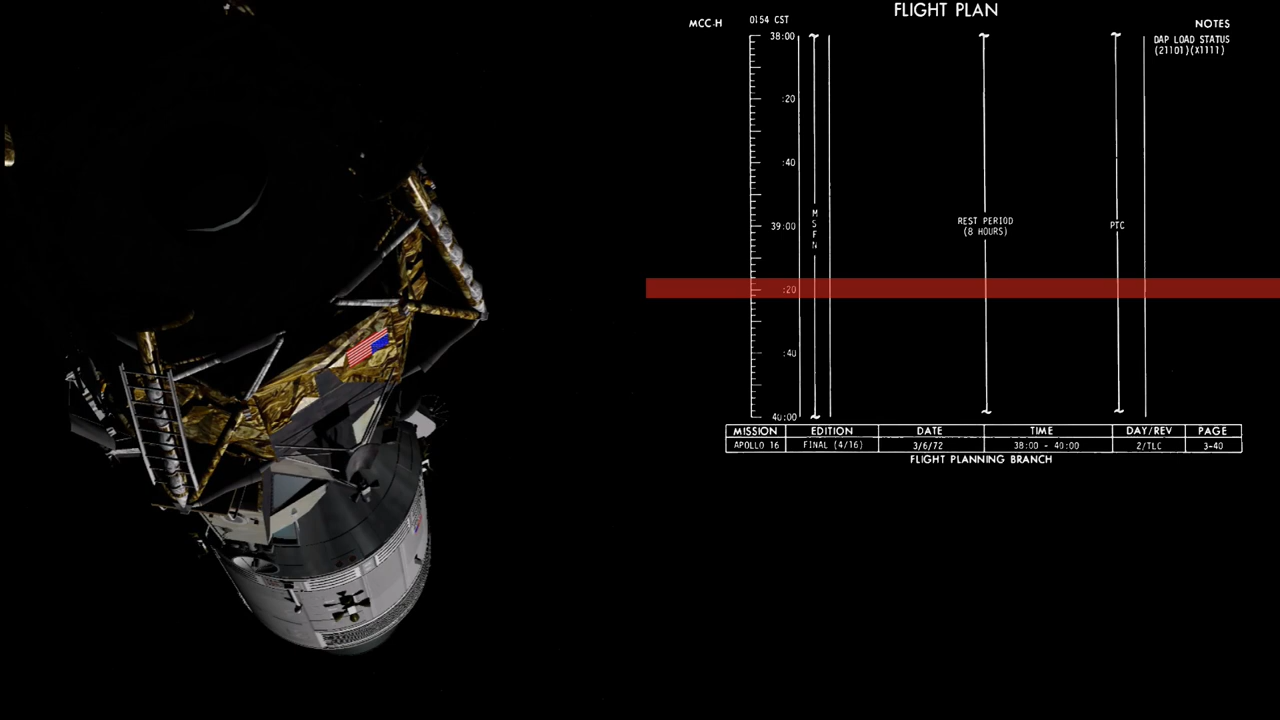 FLIGHT PLAN
MCC-H
0154 CST
NOTES
38:00
DAP LOAD STATUS
(21101)(X1111)
:20
:40
M
S
F
N
39:00
REST PERIOD
(8 HOURS)
PTC
:20
:40
40:00
MISSION EDITION DATE TIME DAY/REV PAGE
APOLLO 16 FINAL (4/16) 3/6/72 38:00 - 40:00 2/TLC 3-40
FLIGHT PLANNING BRANCH